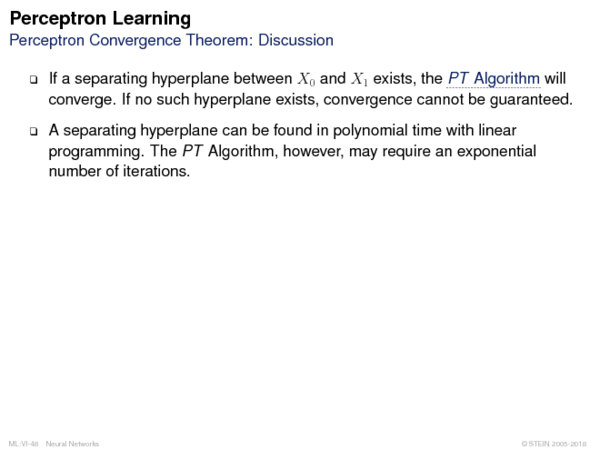 Perceptron Learning
Perceptron Convergence Theorem: Discussion
❑ If a separating hyperplane between X₀ and X₁ exists, the PT Algorithm will
converge. If no such hyperplane exists, convergence cannot be guaranteed.
❑ A separating hyperplane can be found in polynomial time with linear
programming. The PT Algorithm, however, may require an exponential
number of iterations.
ML:VI-48 Neural Networks © STEIN 2005-2018